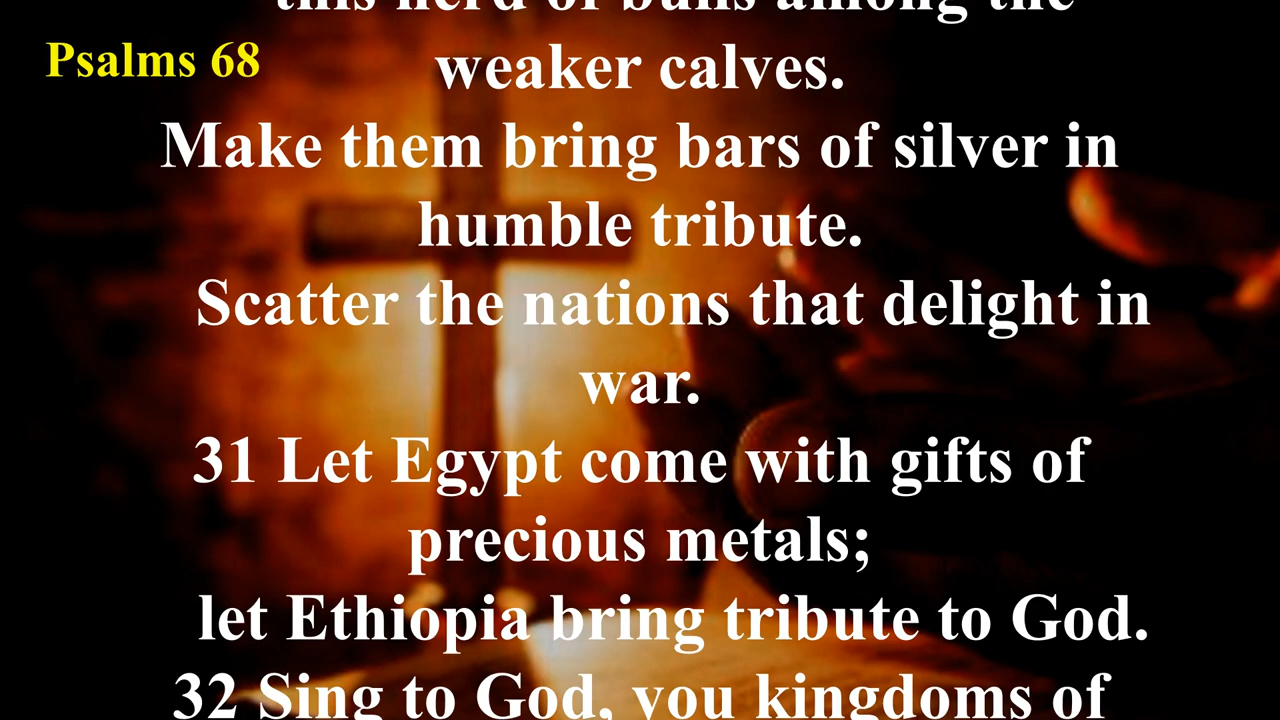 this herd of bulls among the
Psalms 68
weaker calves.
Make them bring bars of silver in
humble tribute.
Scatter the nations that delight in
war.
31 Let Egypt come with gifts of
precious metals;
let Ethiopia bring tribute to God.
32 Sing to God, you kingdoms of